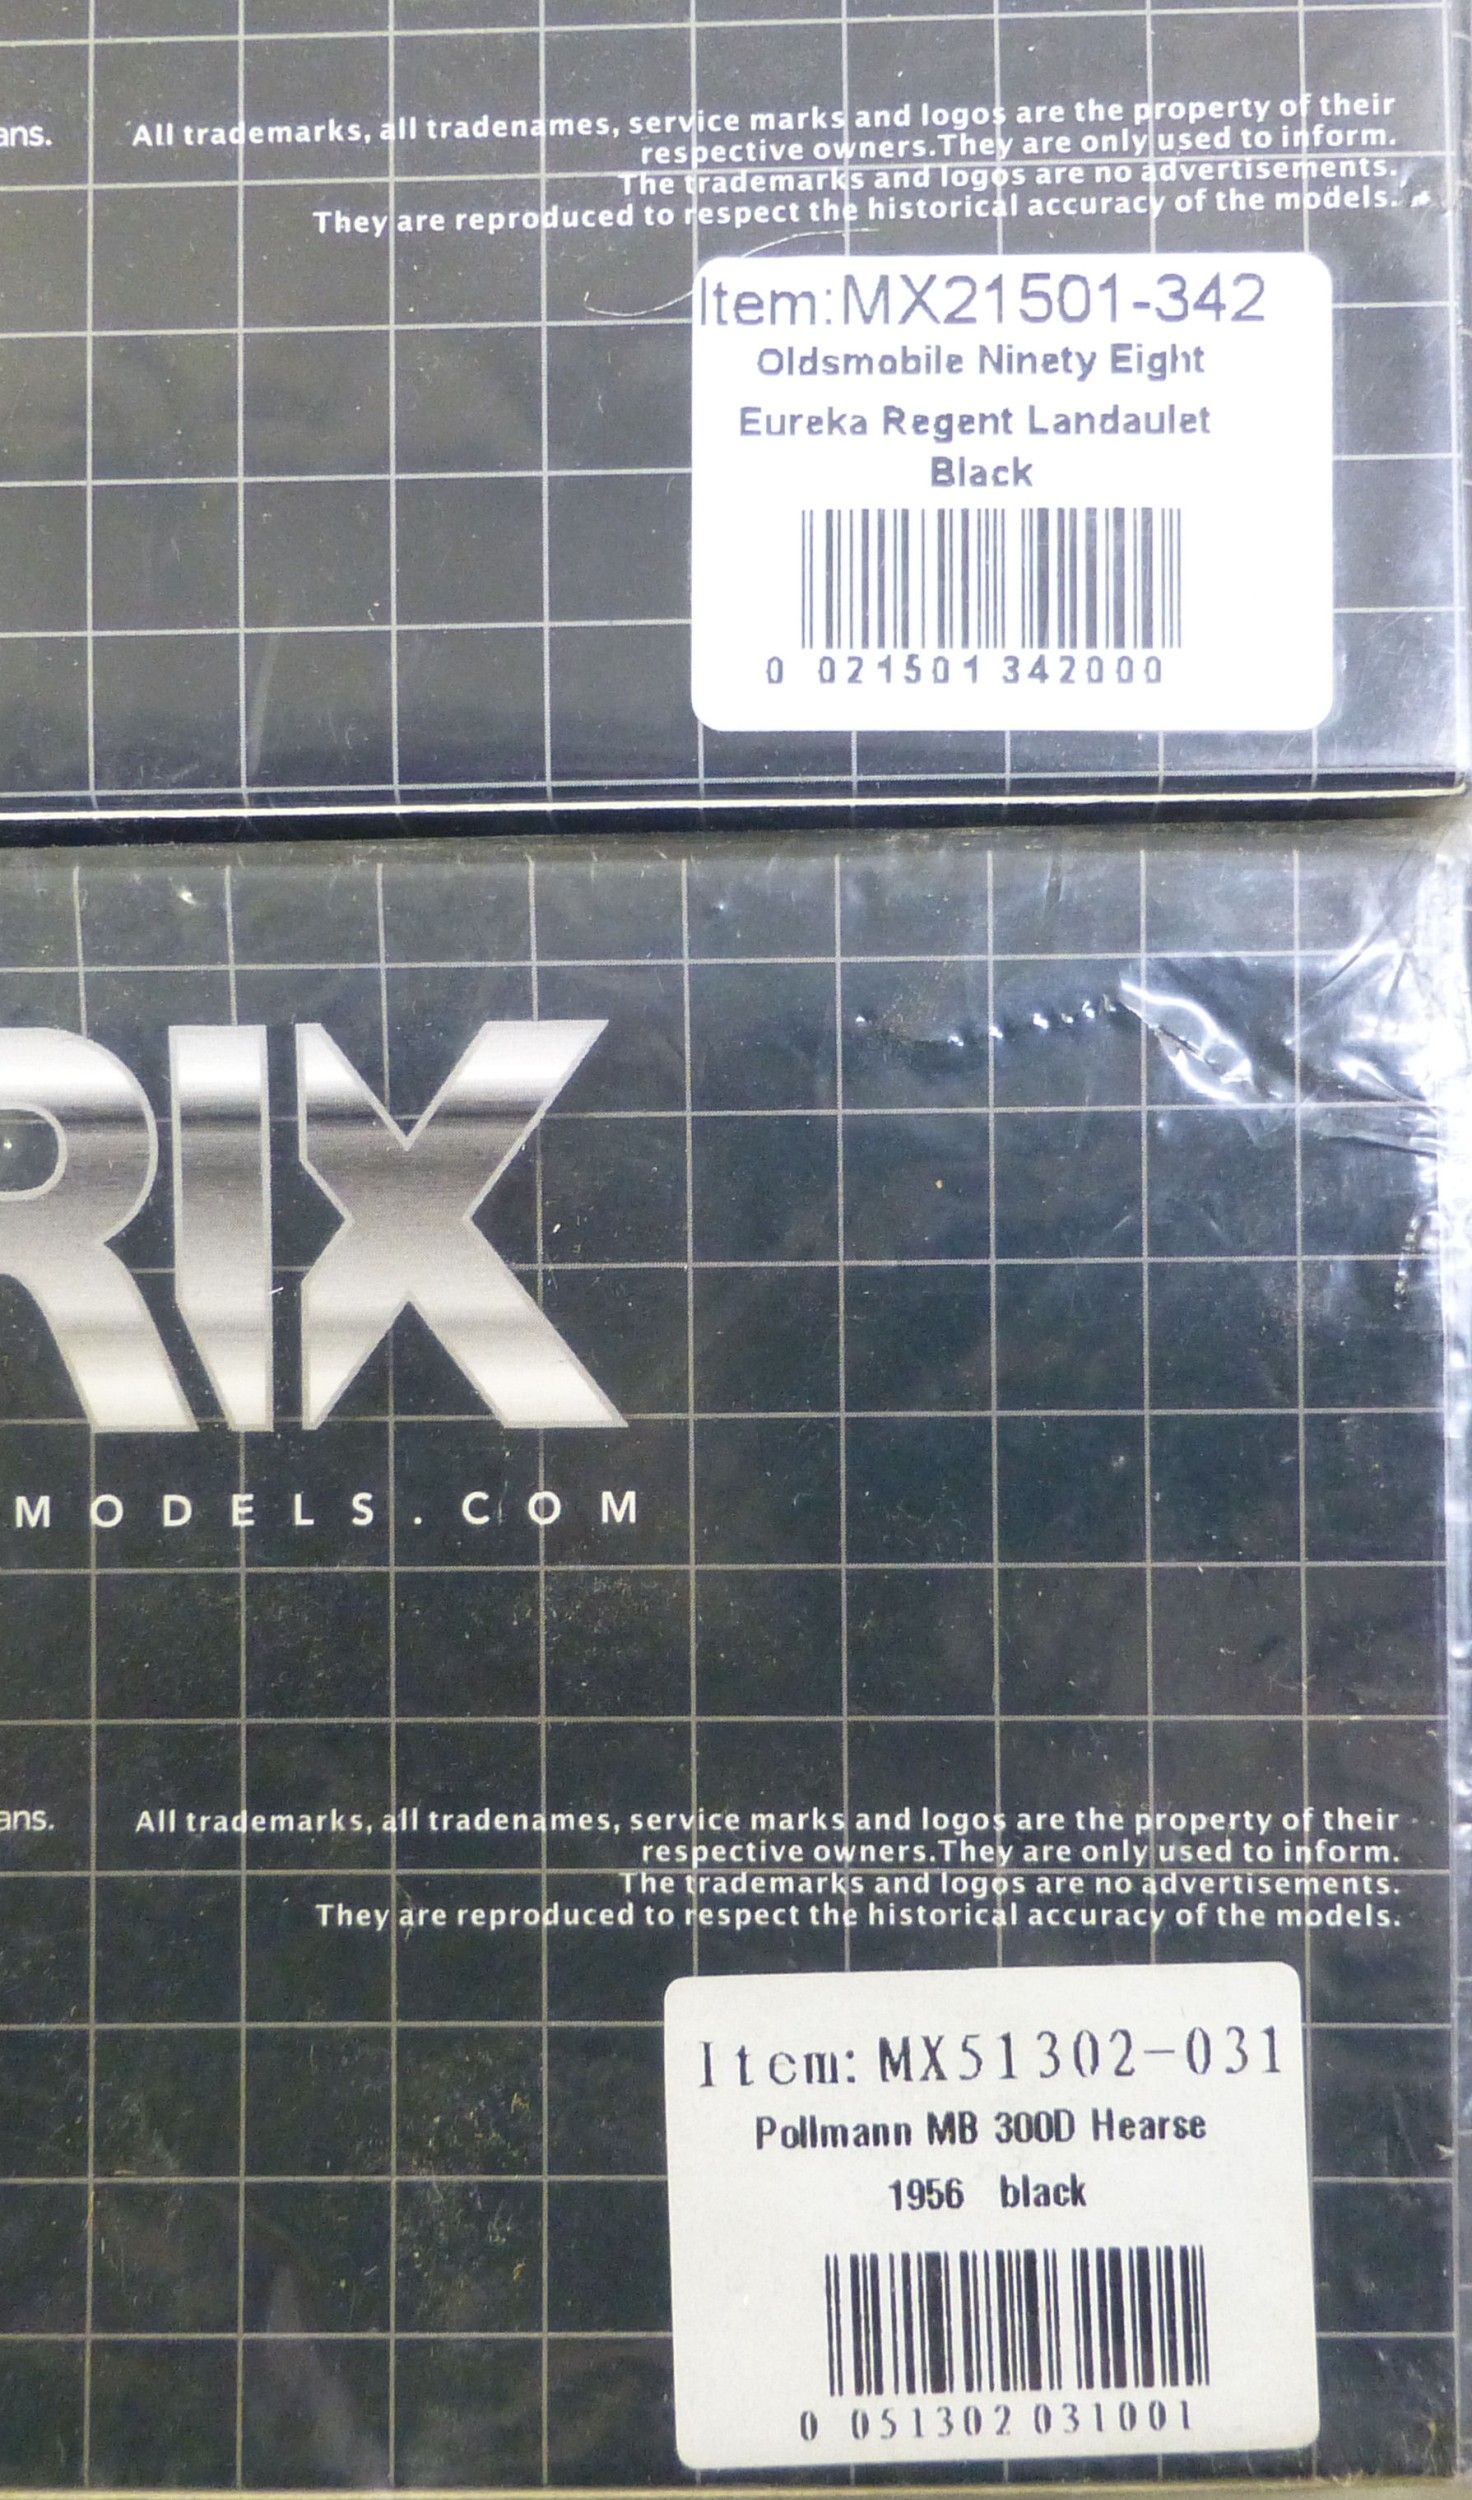 ans.
All trademarks, all tradenames, service marks and logos are the property of their
respective owners.They are only used to inform.
The trademarks and logos are no advertisements.
They are reproduced to respect the historical accuracy of the models.
Item:MX21501-342
Oldsmobile Ninety Eight
Eureka Regent Landaulet
Black
0 021501 342000
RIX
MODELS.COM
ans.
All trademarks, all tradenames, service marks and logos are the property of their
respective owners.They are only used to inform.
The trademarks and logos are no advertisements.
They are reproduced to respect the historical accuracy of the models.
Item: MX51302-031
Pollmann MB 300D Hearse
1956 black
0 051302 031001